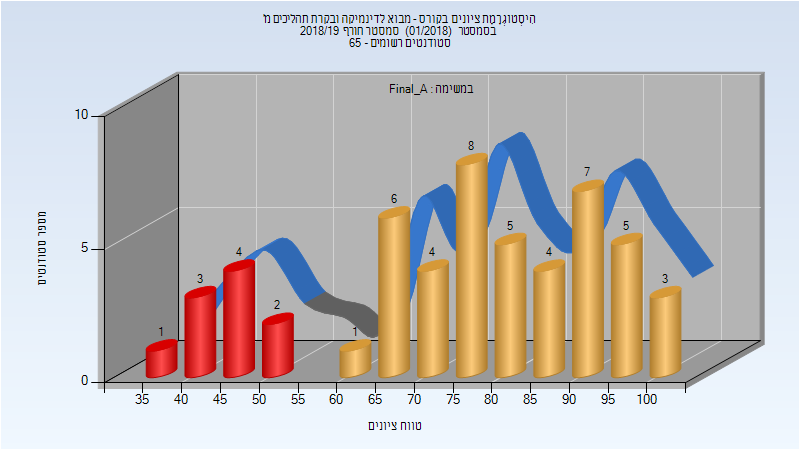 הִיסְטוֹגְרָמַת ציונים בקורס - מבוא לדינמיקה ובקרת תהליכים מ'
בסמסטר (01/2018) סמסטר חורף 2018/19
סטודנטים רשומים - 65
במשימה : Final_A
מספר סטודנטים
10
5
0
1
3
4
2
1
6
4
8
5
4
7
5
3
35 40 45 50 55 60 65 70 75 80 85 90 95 100
טווח ציונים